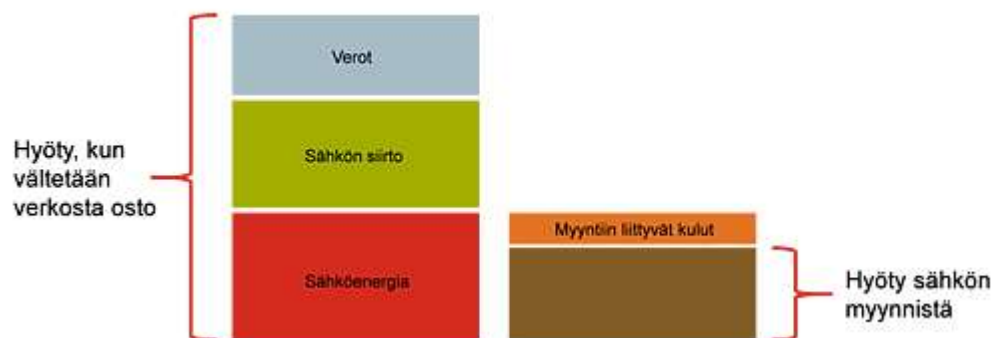 Verot
Hyöty, kun
vältetään
verkosta osto
Sähkön siirto
Myyntiin liittyvät kulut
Sähköenergia
Hyöty sähkön
myynnistä